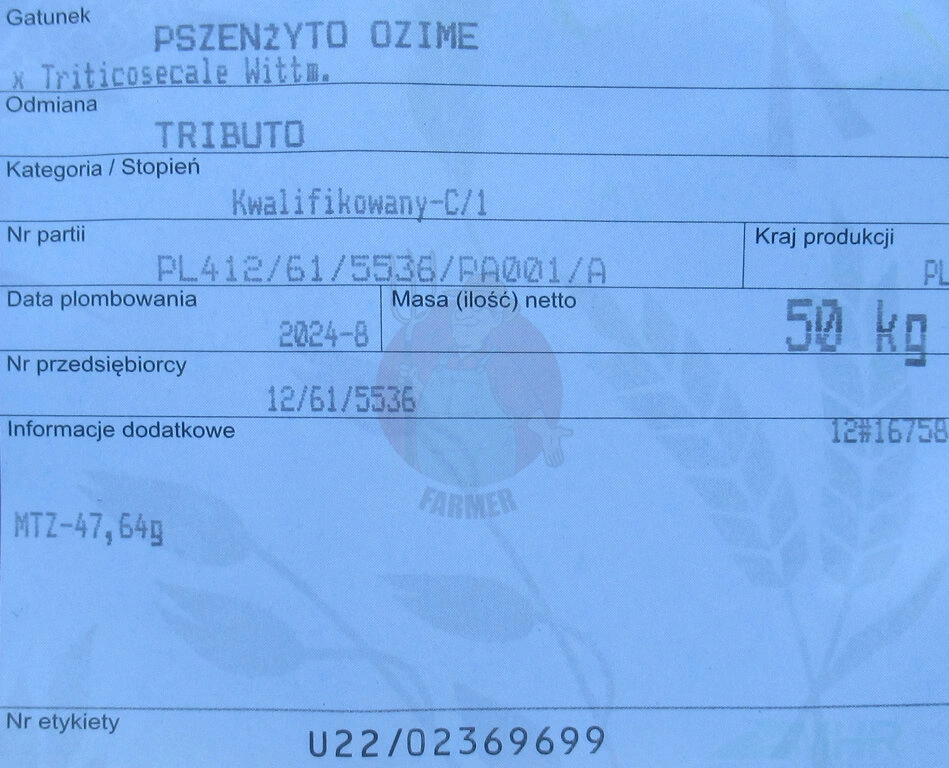 Gatunek
PSZENŻYTO OZIME
x Triticosecale Wittm.
Odmiana
TRIBUTO
Kategoria / Stopień
Kwalifikowany-C/1
Nr partii
Kraj produkcji
PL412/61/5536/PA001/A
PL
Data plombowania
Masa (ilość) netto
2024-8
50 kg
Nr przedsiębiorcy
12/61/5536
Informacje dodatkowe
12#16758
FARMER
MTZ-47,64g
Nr etykiety
U22/02369699